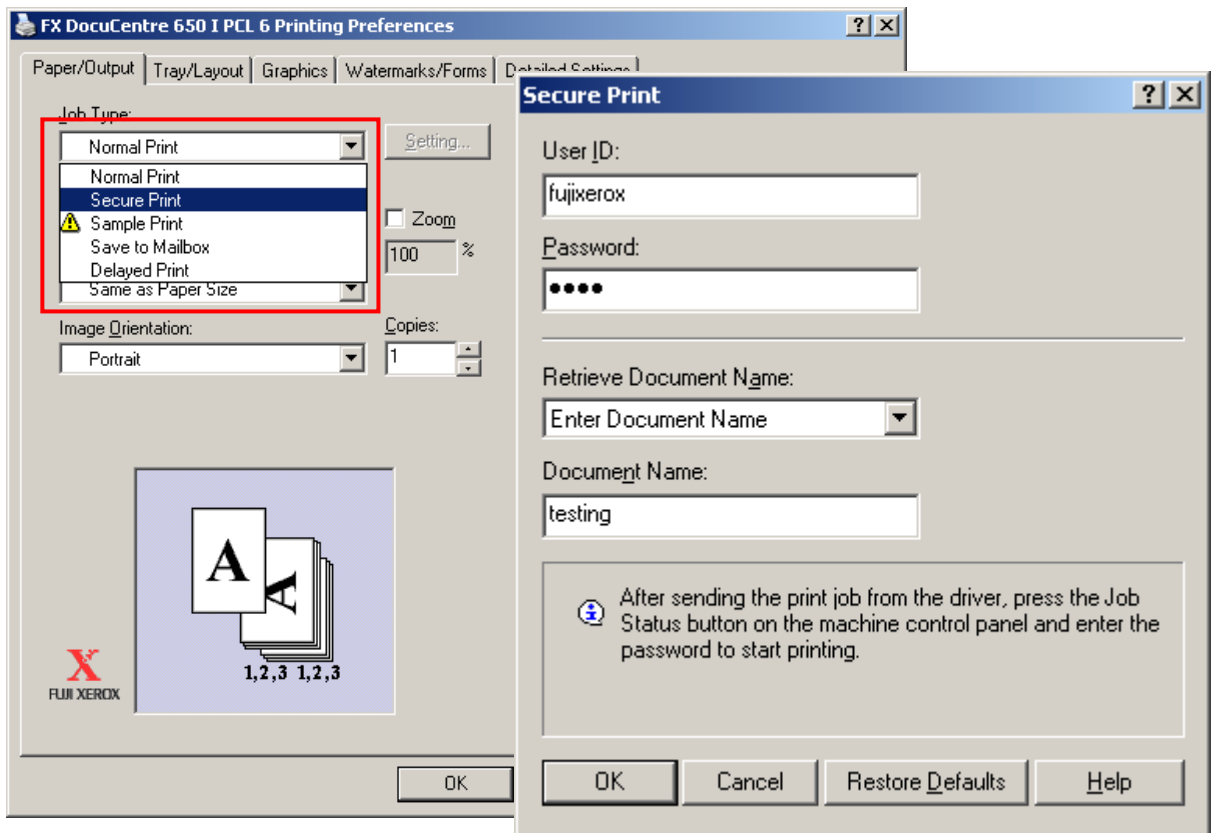 FX DocuCentre 650 I PCL 6 Printing Preferences
Paper/Output Tray/Layout Graphics Watermarks/Forms Detailed Settings
Job Type:
Normal Print
Setting...
Normal Print
Secure Print
Sample Print
Save to Mailbox
Delayed Print
Same as Paper Size
Zoom
100 %
Image Orientation:
Portrait
Copies:
1
A
A
1,2,3 1,2,3
X
FUJI XEROX
OK
Secure Print
User ID:
fujixerox
Password:
••••
Retrieve Document Name:
Enter Document Name
Document Name:
testing
After sending the print job from the driver, press the Job
Status button on the machine control panel and enter the
password to start printing.
OK Cancel Restore Defaults Help